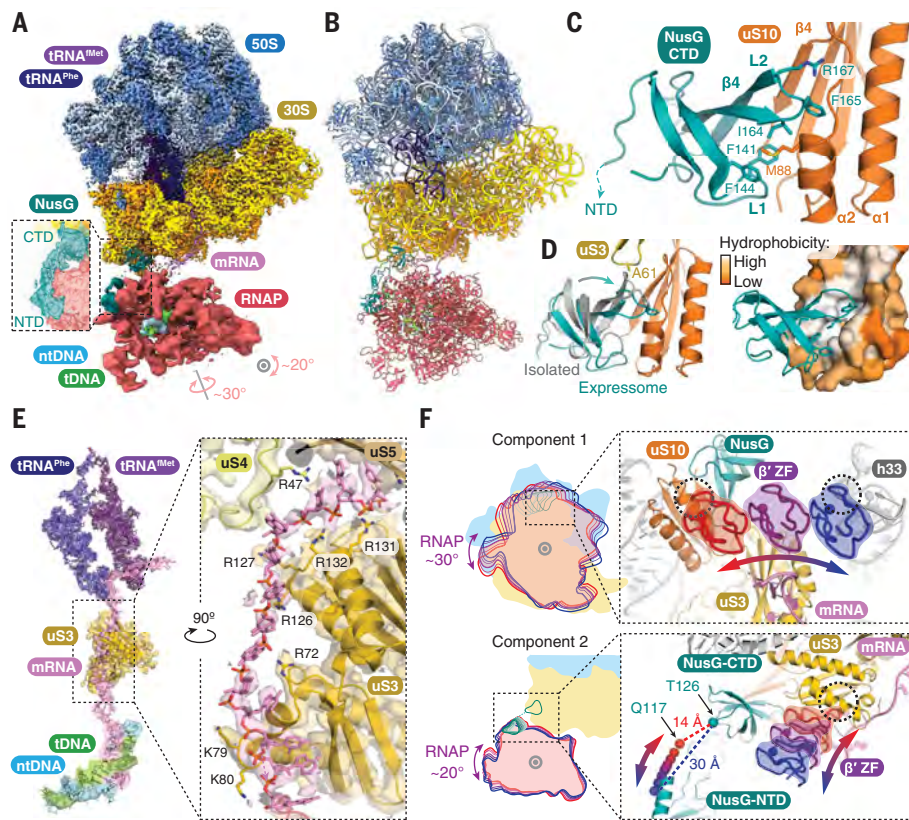 A
tRNAfMet
tRNAPhe
50S
30S
NusG
CTD
NTD
mRNA
RNAP
ntDNA
tDNA
~30°
~20°
B
C
NusG
CTD
uS10
β4
L2
β4
R167
F165
I164
F141
M88
F144
NTD
L1
α2
α1
D
uS3
A61
Isolated
Expressome
Hydrophobicity:
High
Low
E
tRNAPhe
tRNAfMet
uS3
mRNA
tDNA
ntDNA
90º
uS4
uS5
R47
R131
R127
R132
R126
R72
uS3
K79
K80
F
Component 1
RNAP
~30°
uS10
NusG
β′ ZF
h33
uS3
mRNA
Component 2
RNAP
~20°
NusG-CTD
uS3
mRNA
T126
Q117
14 Å
30 Å
β′ ZF
NusG-NTD